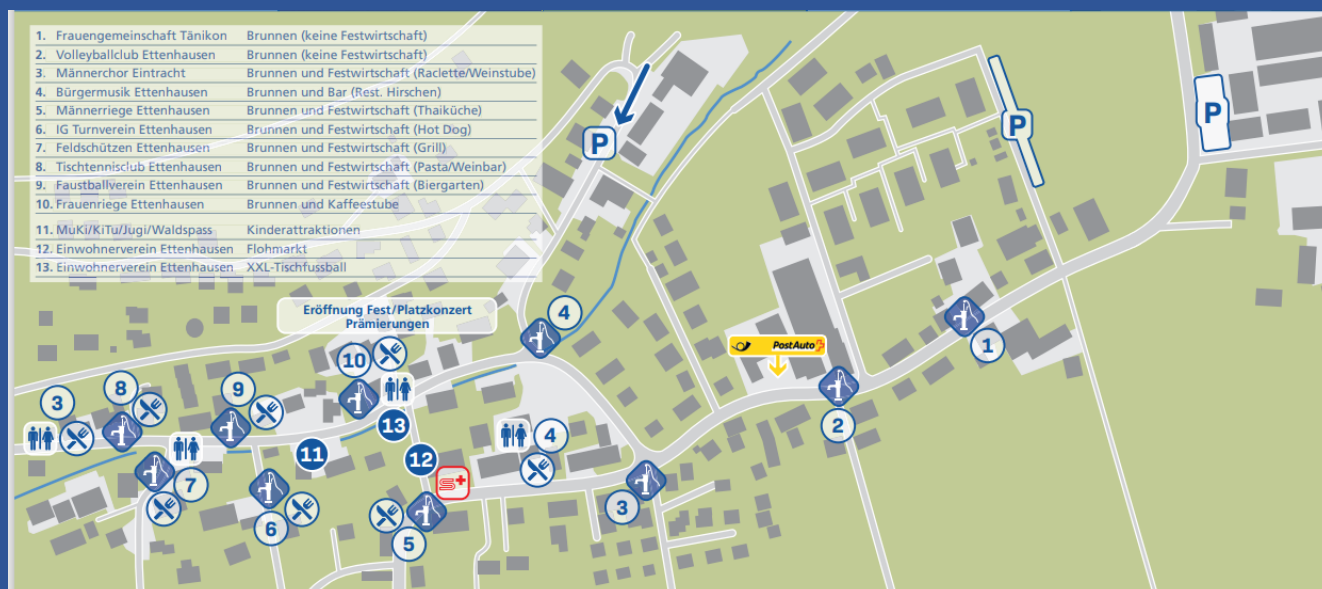 1. Frauengemeinschaft Tänikon Brunnen (keine Festwirtschaft)
2. Volleyballclub Ettenhausen Brunnen (keine Festwirtschaft)
3. Männerchor Eintracht Brunnen und Festwirtschaft (Raclette/Weinstube)
4. Bürgermusik Ettenhausen Brunnen und Bar (Rest. Hirschen)
5. Männerriege Ettenhausen Brunnen und Festwirtschaft (Thaiküche)
6. IG Turnverein Ettenhausen Brunnen und Festwirtschaft (Hot Dog)
7. Feldschützen Ettenhausen Brunnen und Festwirtschaft (Grill)
8. Tischtennisclub Ettenhausen Brunnen und Festwirtschaft (Pasta/Weinbar)
9. Faustballverein Ettenhausen Brunnen und Festwirtschaft (Biergarten)
10. Frauenriege Ettenhausen Brunnen und Kaffeestube
11. MuKi/KiTu/Jugi/Waldspass Kinderattraktionen
12. Einwohnerverein Ettenhausen Flohmarkt
13. Einwohnerverein Ettenhausen XXL-Tischfussball
P
P
P
Eröffnung Fest/Platzkonzert
Prämierungen
4
1
PostAuto
10
8
9
3
13
2
4
11
12
S+
7
3
6
5